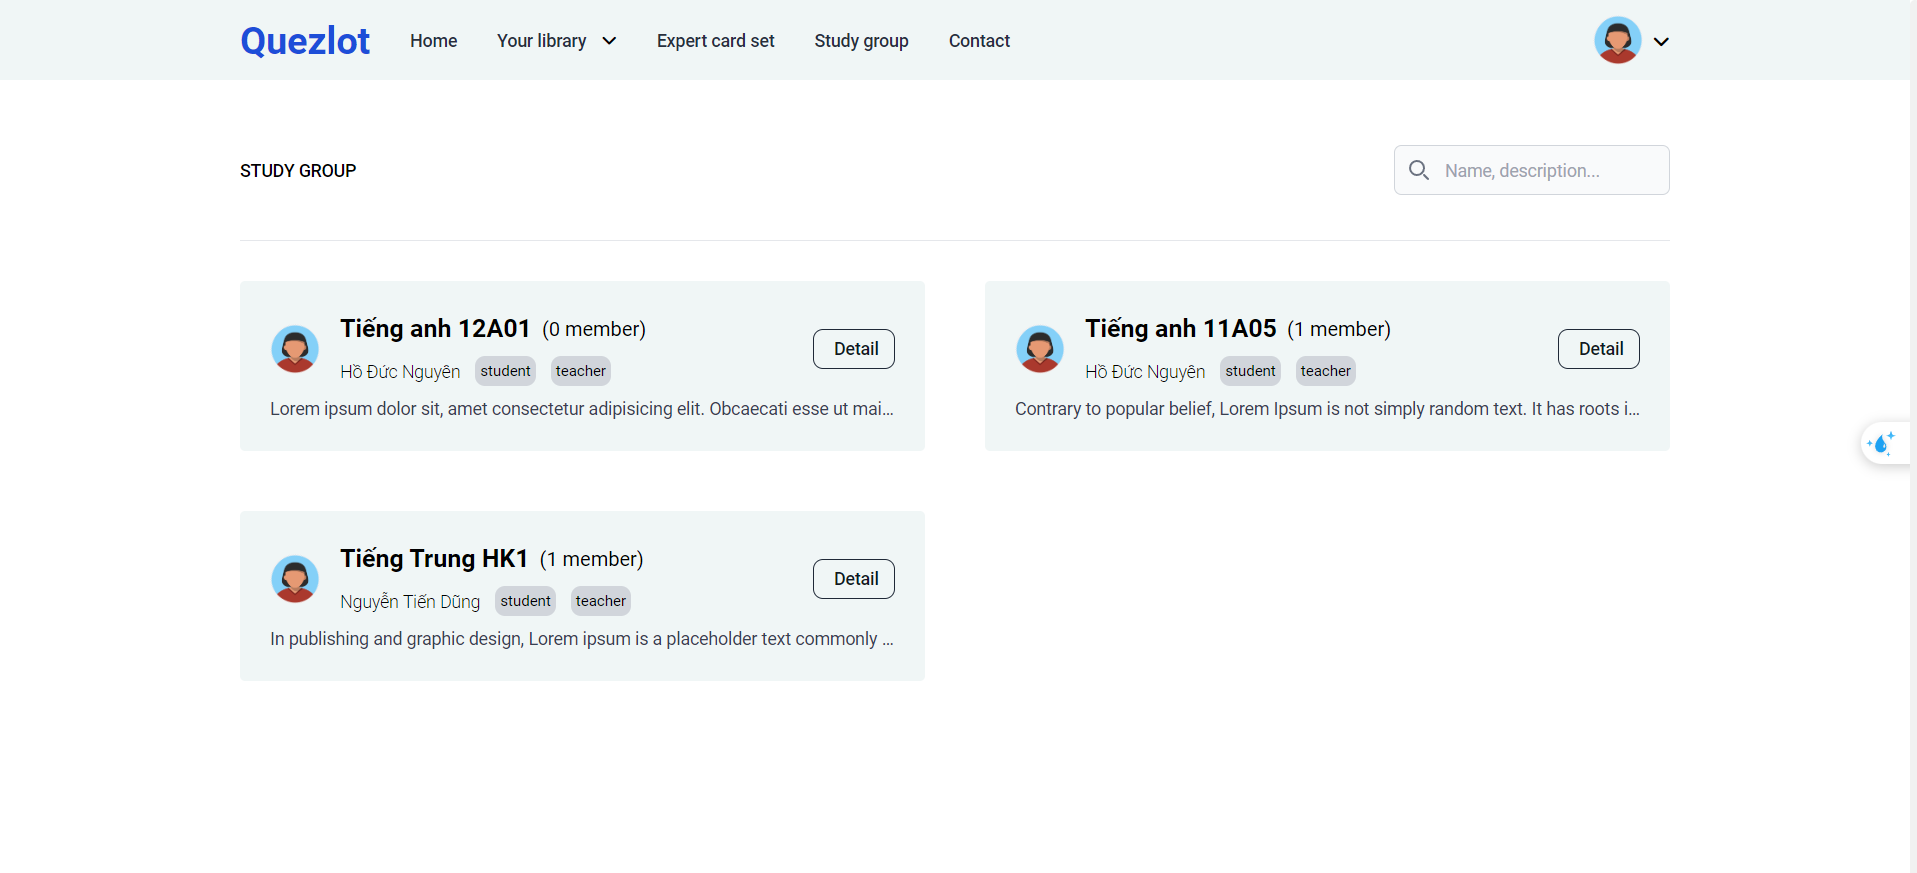 Quezlot Home Your library Expert card set Study group Contact
STUDY GROUP Name, description...
Tiếng anh 12A01 (0 member)
Hồ Đức Nguyên student teacher
Detail
Lorem ipsum dolor sit, amet consectetur adipisicing elit. Obcaecati esse ut mai...
Tiếng anh 11A05 (1 member)
Hồ Đức Nguyên student teacher
Detail
Contrary to popular belief, Lorem Ipsum is not simply random text. It has roots i...
Tiếng Trung HK1 (1 member)
Nguyễn Tiến Dũng student teacher
Detail
In publishing and graphic design, Lorem ipsum is a placeholder text commonly ...